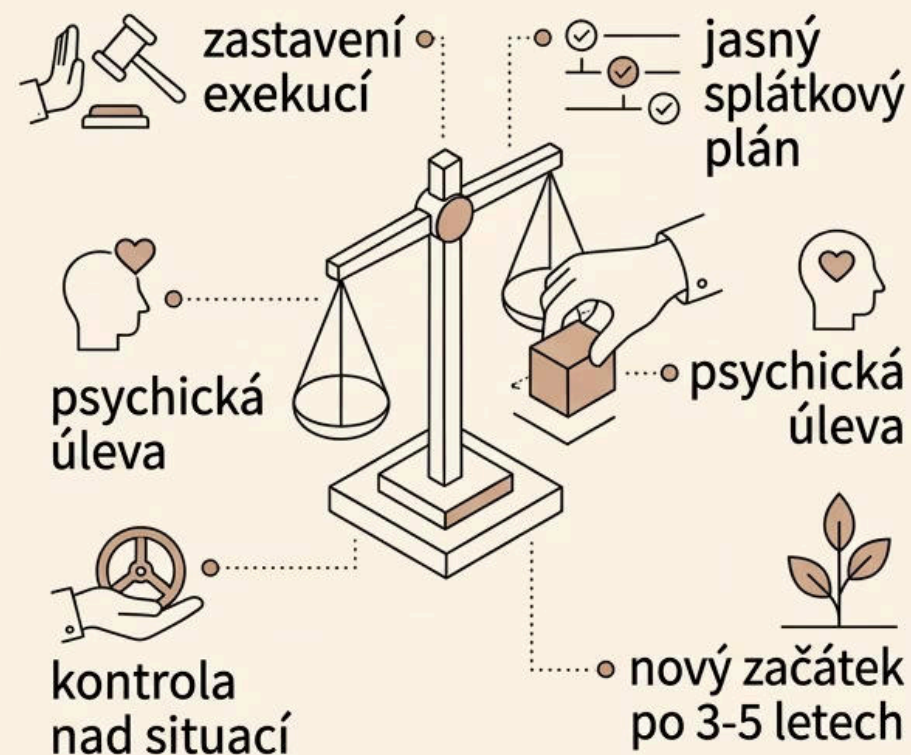 zastavení
exekucí
jasný
splátkový
plán
psychická
úleva
psychická
úleva
kontrola
nad situací
nový začátek
po 3-5 letech